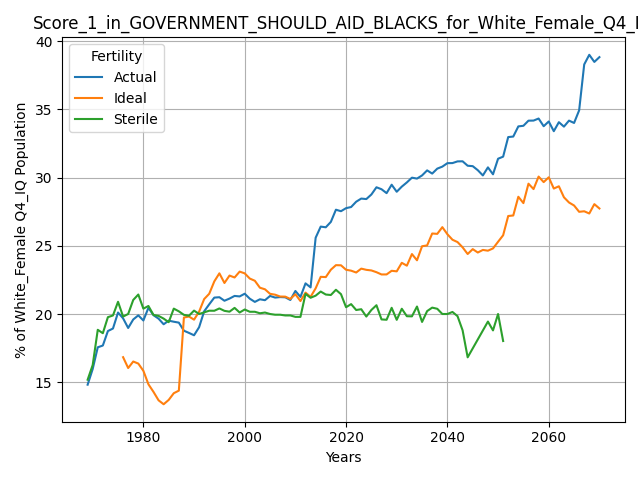 Score_1_in_GOVERNMENT_SHOULD_AID_BLACKS_for_White_Female_Q4_I
Fertility
Actual
Ideal
Sterile
% of White_Female Q4_IQ Population
40
35
30
25
20
15
1980
2000
2020
2040
2060
Years